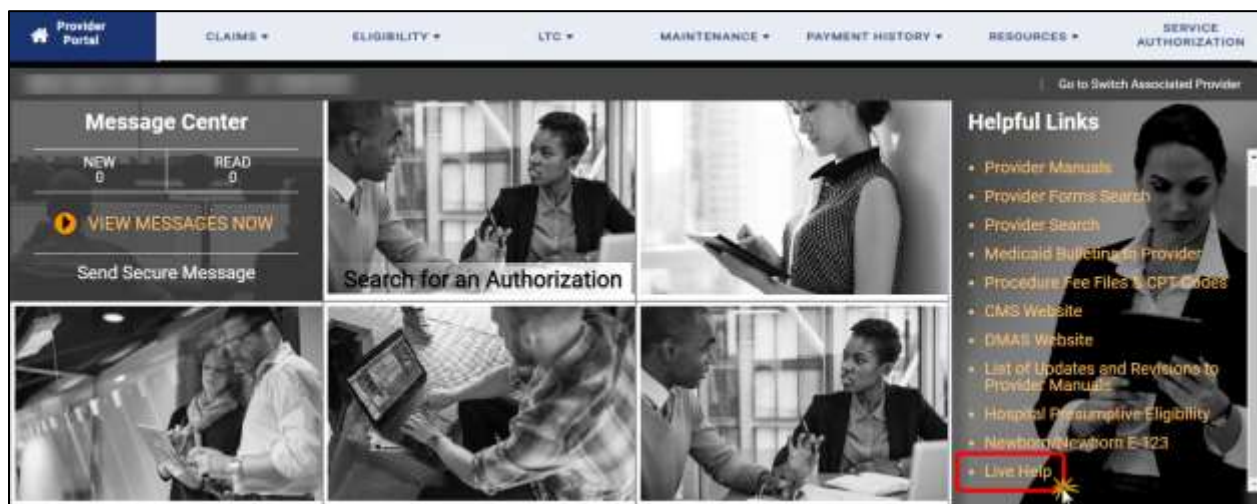 Provider
Portal
CLAIMS
ELIGIBILITY
LTC
MAINTENANCE
PAYMENT HISTORY
RESOURCES
SERVICE
AUTHORIZATION
Go to Switch Associated Provider
Message Center
NEW
0
READ
0
VIEW MESSAGES NOW
Send Secure Message
Search for an Authorization
Helpful Links
Provider Manuals
Provider Forms Search
Provider Search
Medicaid Bulletins to Provider
Procedure Fee Files & CPT Codes
CMS Website
DMAS Website
List of Updates and Revisions to
Provider Manuals
Hospital Presumptive Eligibility
Newborn/Newborn E-123
Live Help